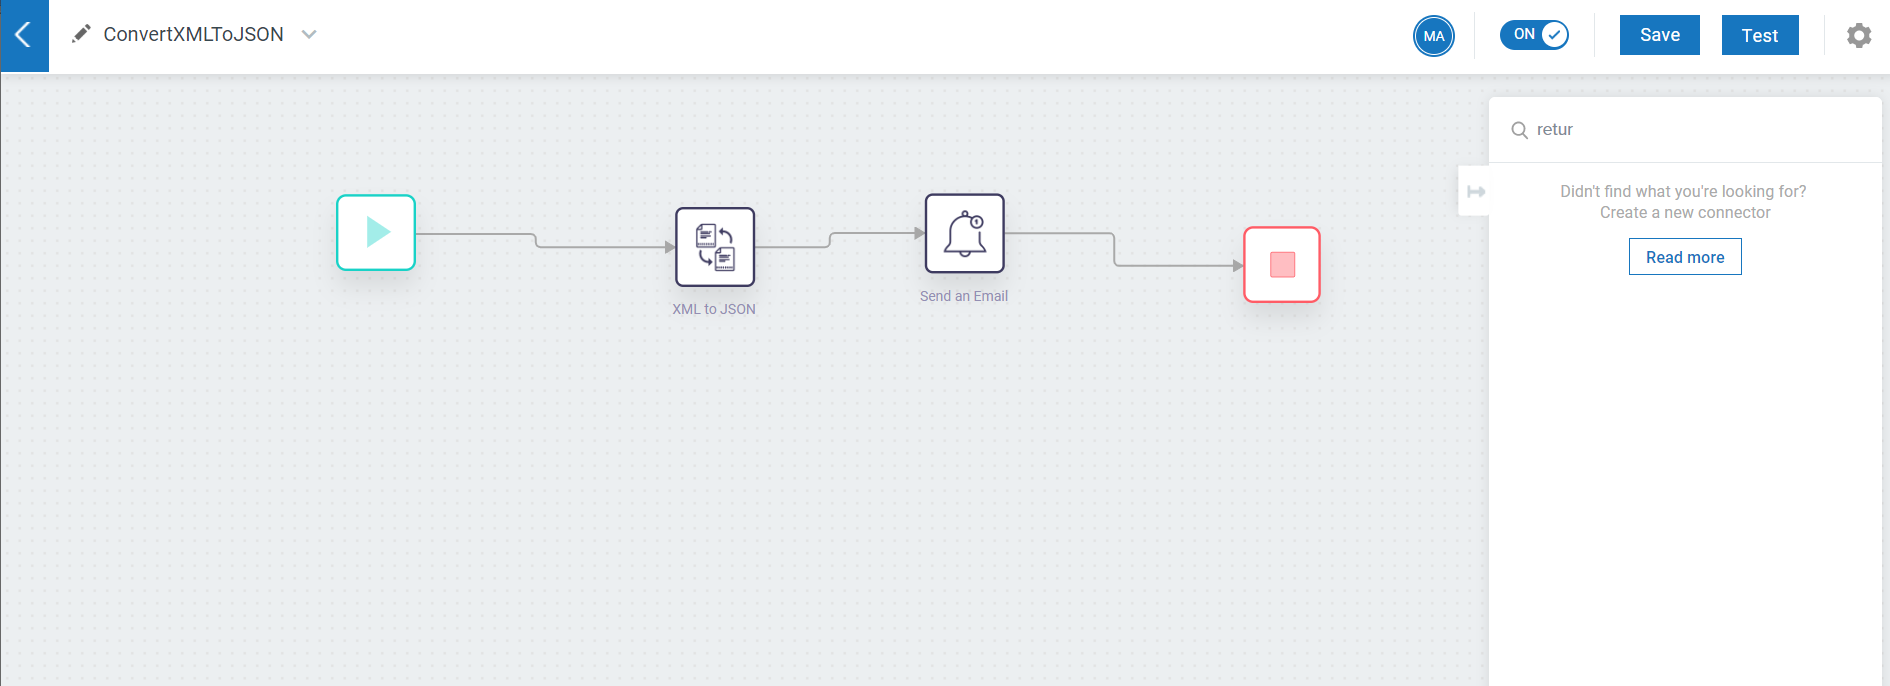 ConvertXMLToJSON
MA
ON
Save
Test
retur
Didn't find what you're looking for?
Create a new connector
Read more
XML to JSON
Send an Email